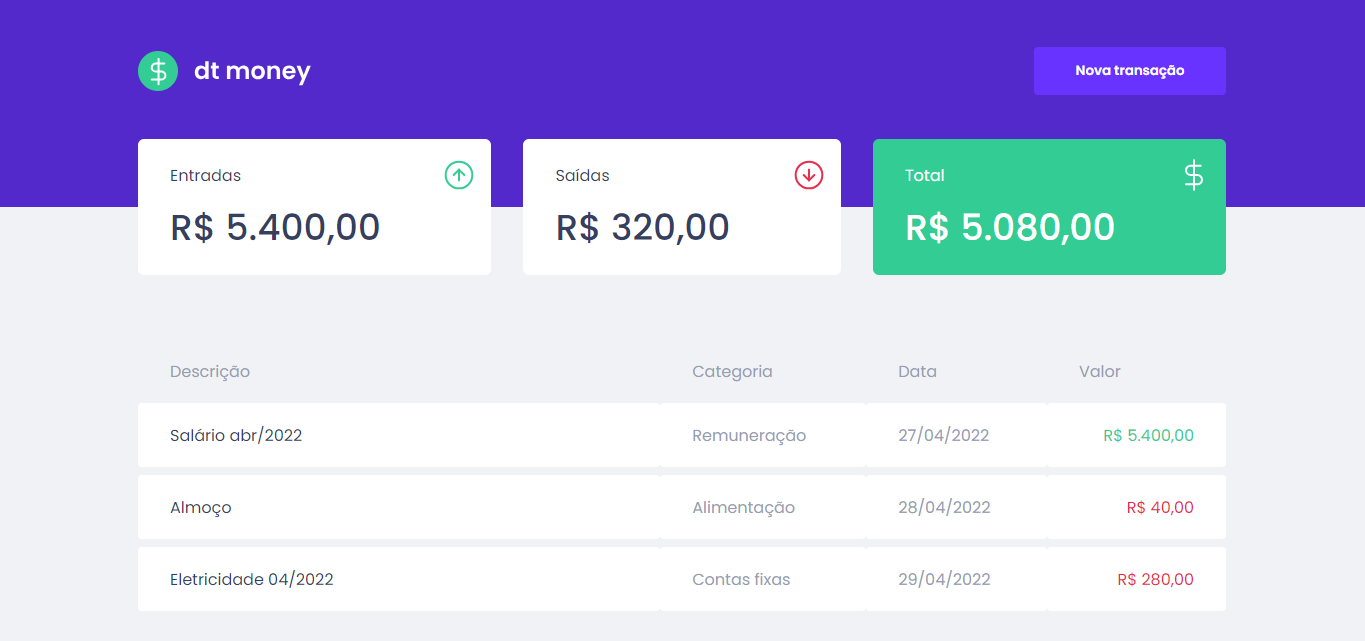 dt money
Nova transação
Entradas
R$ 5.400,00
Saídas
R$ 320,00
Total
R$ 5.080,00
Descrição Categoria Data Valor
Salário abr/2022 Remuneração 27/04/2022 R$ 5.400,00
Almoço Alimentação 28/04/2022 R$ 40,00
Eletricidade 04/2022 Contas fixas 29/04/2022 R$ 280,00